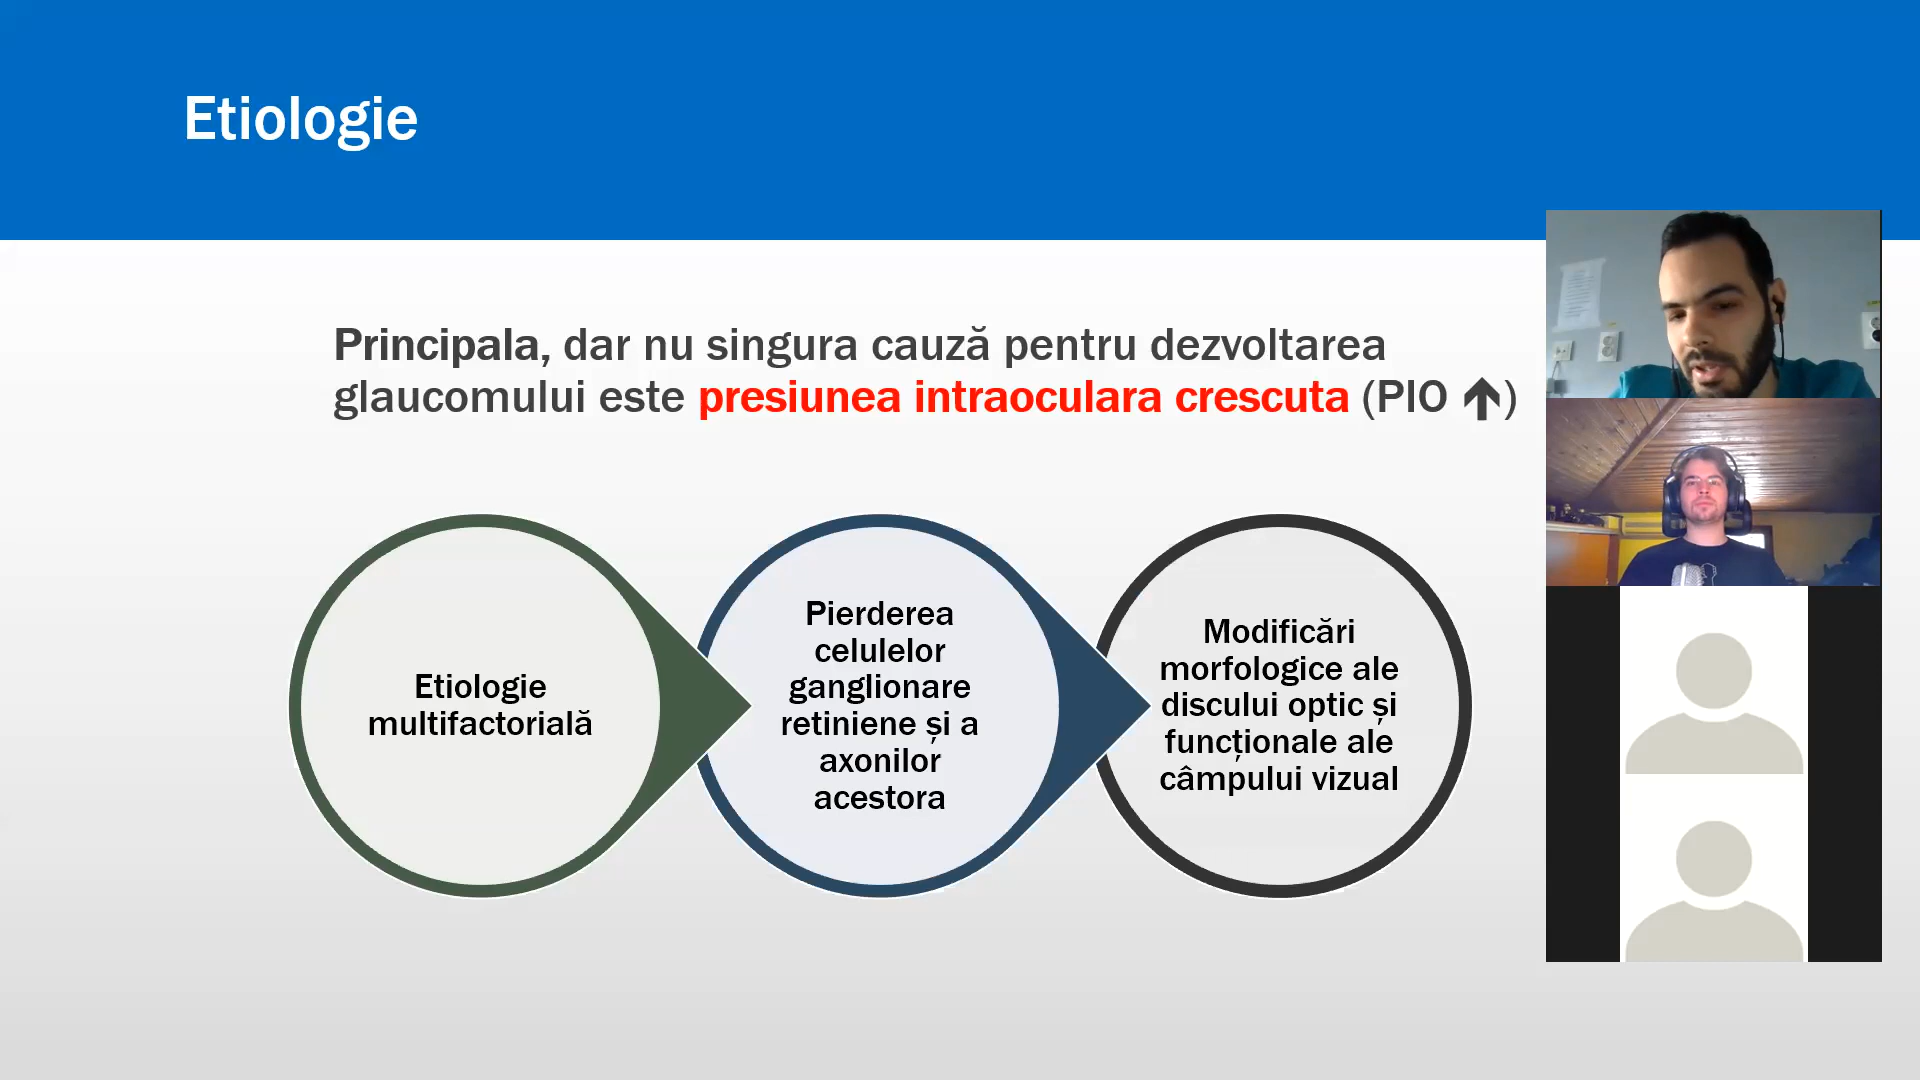 Etiologie
Principala, dar nu singura cauză pentru dezvoltarea
glaucomului este presiunea intraoculara crescuta (PIO ↑)
Etiologie
multifactorială
Pierderea
celulelor
ganglionare
retiniene și a
axonilor
acestora
Modificări
morfologice ale
discului optic și
funcționale ale
câmpului vizual